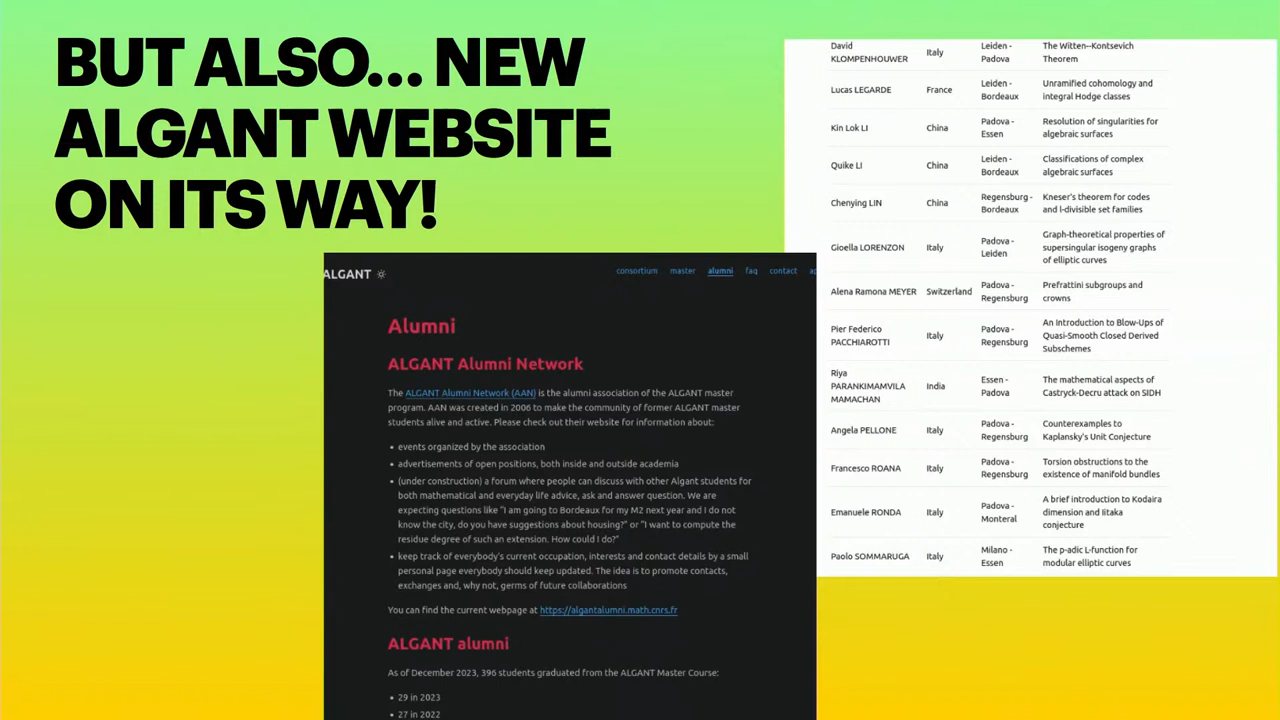 BUT ALSO... NEW
ALGANT WEBSITE
ON ITS WAY!
ALGANT
consortium master alumni faq contact
Alumni
ALGANT Alumni Network
The ALGANT Alumni Network (AAN) is the alumni association of the ALGANT master
program. AAN was created in 2006 to make the community of former ALGANT master
students alive and active. Please check out their website for information about:
• events organized by the association
• advertisements of open positions, both inside and outside academia
• (under construction) a forum where people can discuss with other Algant students for
both mathematical and everyday life advice, ask and answer question. We are
expecting questions like "I am going to Bordeaux for my M2 next year and I do not
know the city, do you have suggestions about housing?" or "I want to compute the
residue degree of such an extension. How could I do?"
• keep track of everybody's current occupation, interests and contact details by a small
personal page everybody should keep updated. The idea is to promote contacts,
exchanges and, why not, germs of future collaborations
You can find the current webpage at https://algantalumni.math.cnrs.fr
ALGANT alumni
As of December 2023, 396 students graduated from the ALGANT Master Course:
• 29 in 2023
• 27 in 2022
David
KLOMPENHOUWER
Italy
Leiden -
Padova
The Witten--Kontsevich
Theorem
Lucas LEGARDE
France
Leiden -
Bordeaux
Unramified cohomology and
integral Hodge classes
Kin Lok LI
China
Padova -
Essen
Resolution of singularities for
algebraic surfaces
Quike LI
China
Leiden -
Bordeaux
Classifications of complex
algebraic surfaces
Chenying LIN
China
Regensburg -
Bordeaux
Kneser's theorem for codes
and l-divisible set families
Gioella LORENZON
Italy
Padova -
Leiden
Graph-theoretical properties of
supersingular isogeny graphs
of elliptic curves
Alena Ramona MEYER
Switzerland
Padova -
Regensburg
Prefrattini subgroups and
crowns
Pier Federico
PACCHIAROTTI
Italy
Padova -
Regensburg
An Introduction to Blow-Ups of
Quasi-Smooth Closed Derived
Subschemes
Riya
PARANKIMAMVILA
MAMACHAN
India
Essen -
Padova
The mathematical aspects of
Castryck-Decru attack on SIDH
Angela PELLONE
Italy
Padova -
Regensburg
Counterexamples to
Kaplansky's Unit Conjecture
Francesco ROANA
Italy
Padova -
Regensburg
Torsion obstructions to the
existence of manifold bundles
Emanuele RONDA
Italy
Padova -
Monteral
A brief introduction to Kodaira
dimension and Iitaka
conjecture
Paolo SOMMARUGA
Italy
Milano -
Essen
The p-adic L-function for
modular elliptic curves